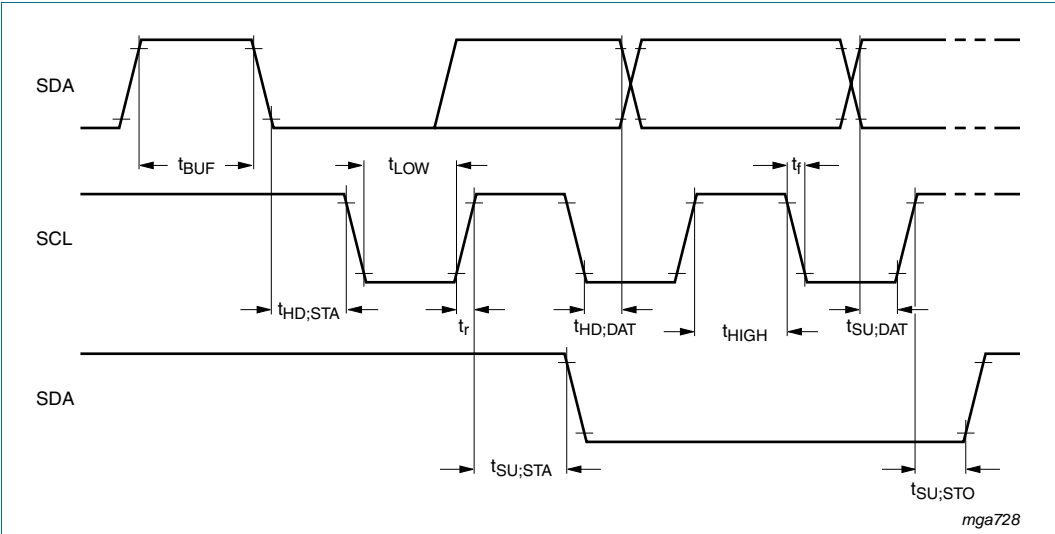 SDA
tBUF
tLOW
tf
SCL
tHD;STA
tr
tHD;DAT
tHIGH
tSU;DAT
SDA
tSU;STA
tSU;STO
mga728